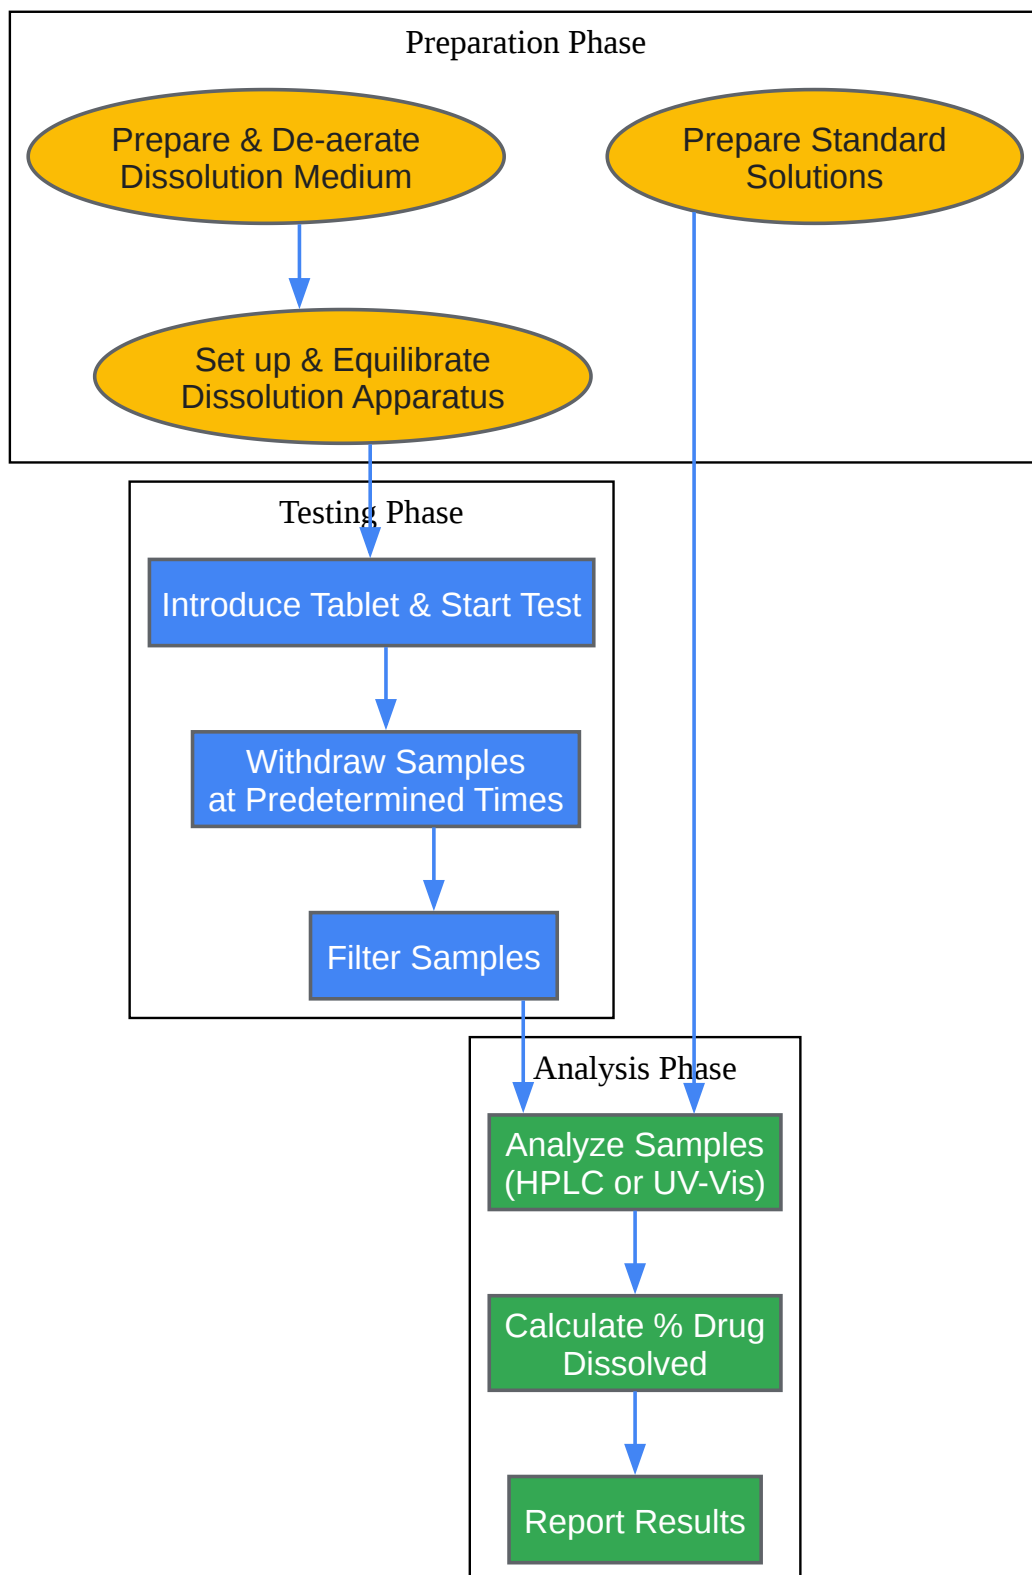 Preparation Phase
Prepare & De-aerate
Dissolution Medium
Prepare Standard
Solutions
Set up & Equilibrate
Dissolution Apparatus
Testing Phase
Introduce Tablet & Start Test
Withdraw Samples
at Predetermined Times
Filter Samples
Analysis Phase
Analyze Samples
(HPLC or UV-Vis)
Calculate % Drug
Dissolved
Report Results